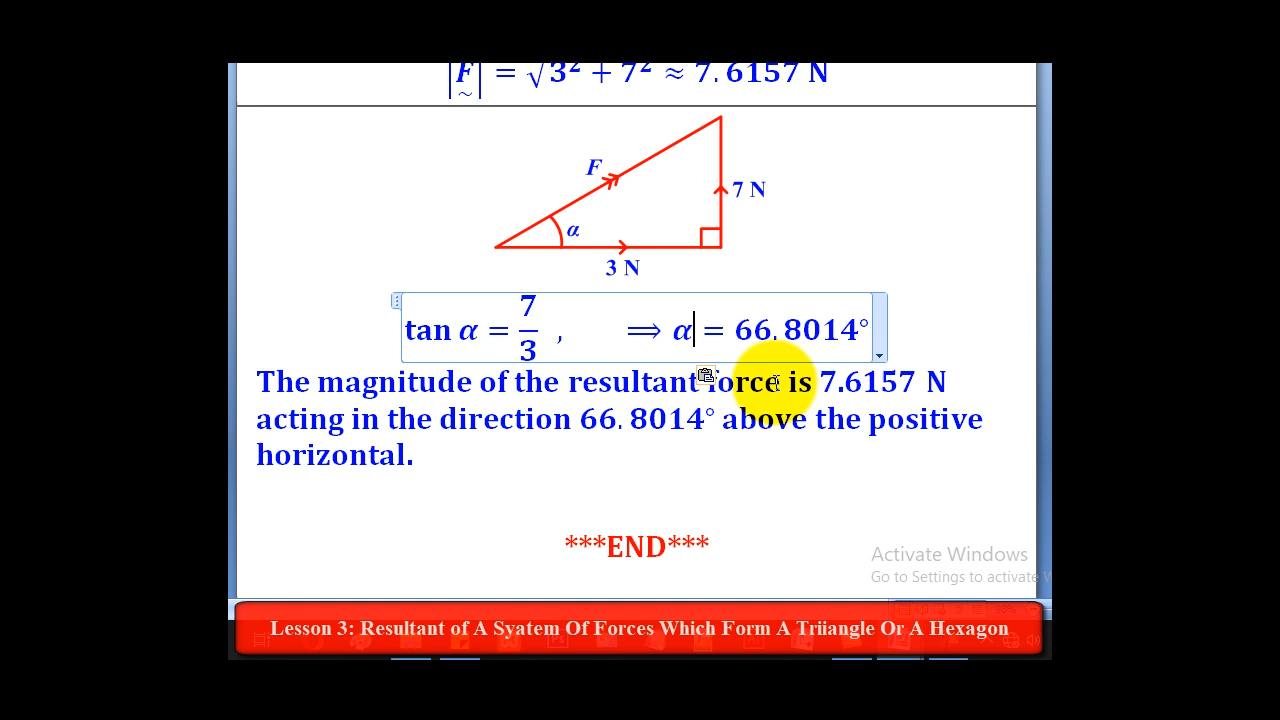 |F| = √3² + 7² ≈ 7.6157 N
~
F
7 N
α
3 N
tan α = 7/3 , ⟹ α = 66.8014°
The magnitude of the resultant force is 7.6157 N
acting in the direction 66.8014° above the positive
horizontal.
***END***
Activate Windows
Go to Settings to activate W
Lesson 3: Resultant of A Syatem Of Forces Which Form A Triiangle Or A Hexagon